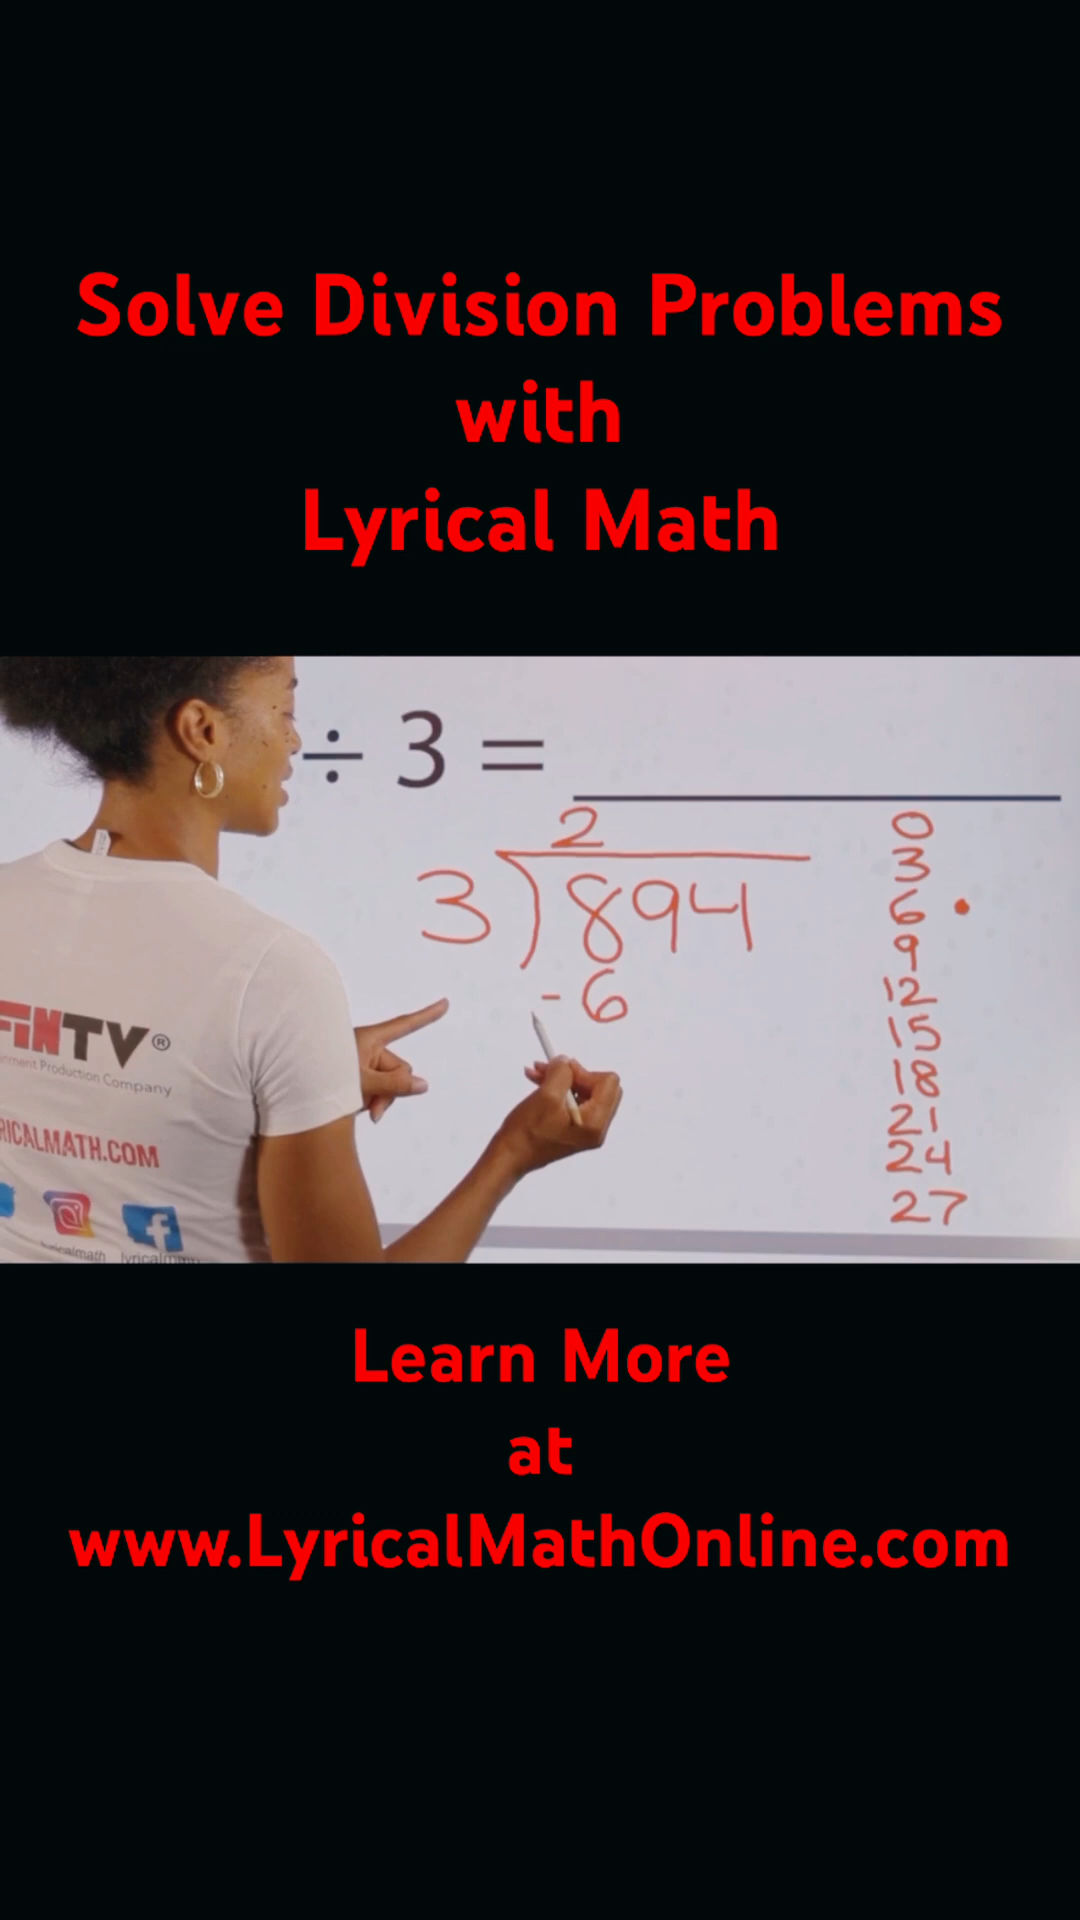 Solve Division Problems
with
Lyrical Math
÷ 3 =
2
3)894
-6
0
3
6 •
9
12
15
18
21
24
27
TV®
Production Company
RICALMATH.COM
Learn More
at
www.LyricalMathOnline.com